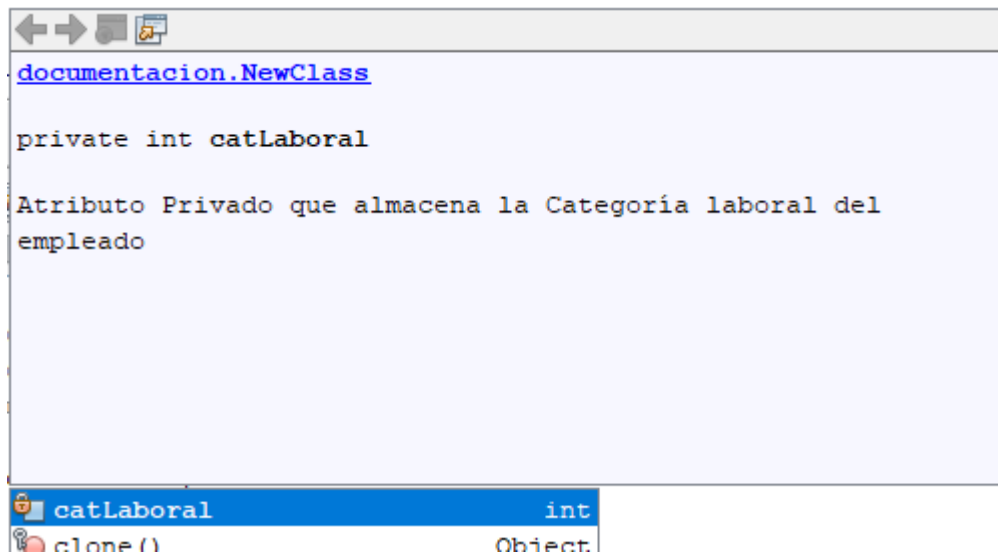 documentacion.NewClass
private int catLaboral
Atributo Privado que almacena la Categoría laboral del
empleado
catLaboral int
clone() Object